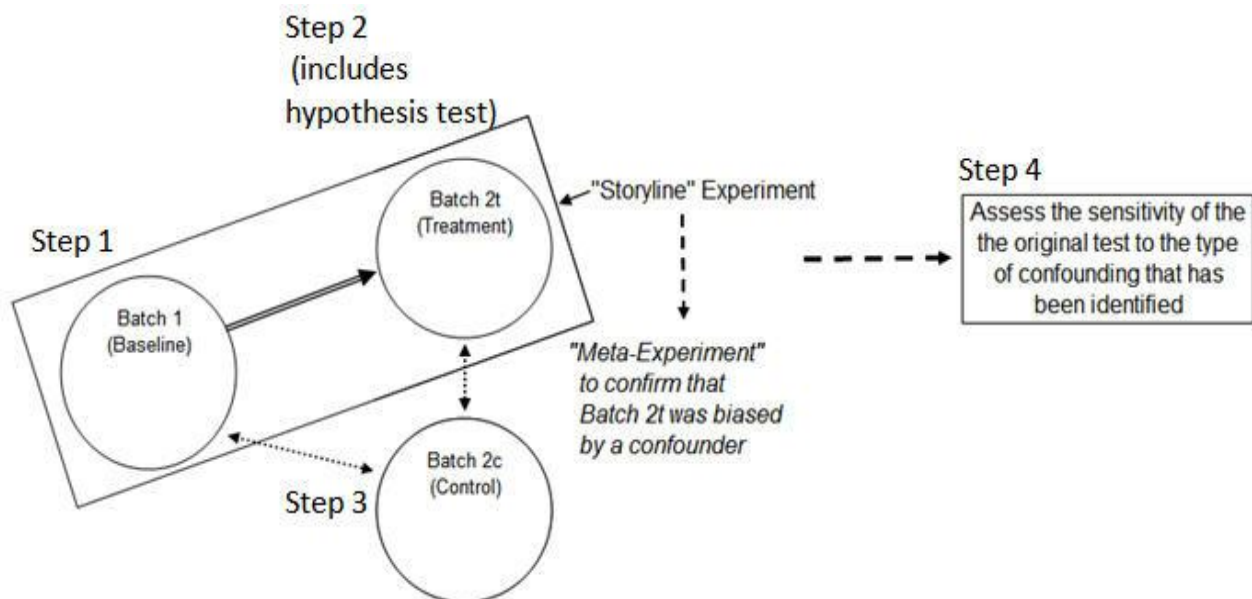 Step 2
(includes
hypothesis test)
Step 1
Batch 1
(Baseline)
Batch 2t
(Treatment)
"Storyline" Experiment
"Meta-Experiment"
to confirm that
Batch 2t was biased
by a confounder
Step 3
Batch 2c
(Control)
Step 4
Assess the sensitivity of the
the original test to the type
of confounding that has
been identified